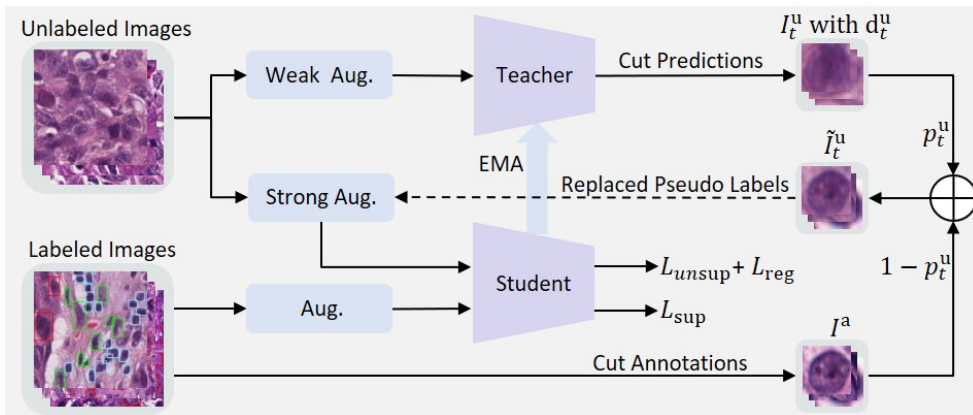 Unlabeled Images
Weak Aug.
Teacher
Cut Predictions
I_t^u with d_t^u
p_t^u
EMA
Ĩ_t^u
Strong Aug.
Replaced Pseudo Labels
Labeled Images
1 − p_t^u
Student
L_unsup + L_reg
Aug.
L_sup
I^a
Cut Annotations